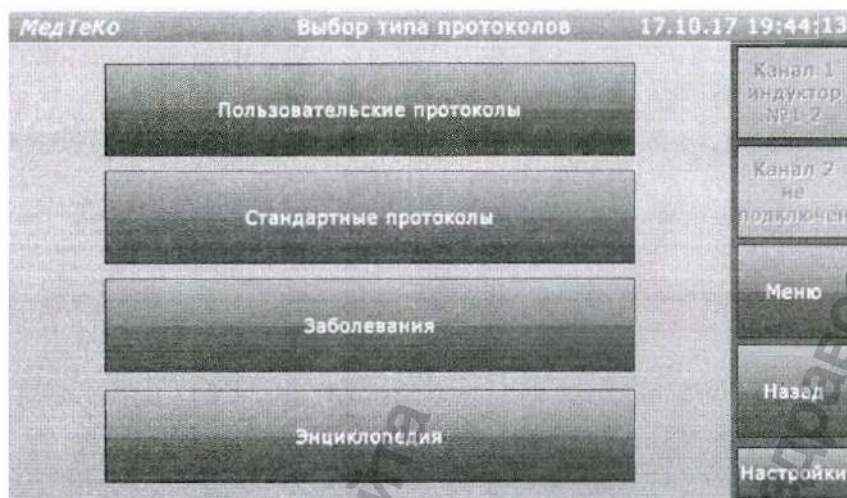 МедТеКо Выбор типа протоколов 17.10.17 19:44:13
Пользовательские протоколы
Стандартные протоколы
Заболевания
Энциклопедия
Канал 1
индуктор
№1-2
Канал 2
не
подключен
Меню
Назад
Настройки